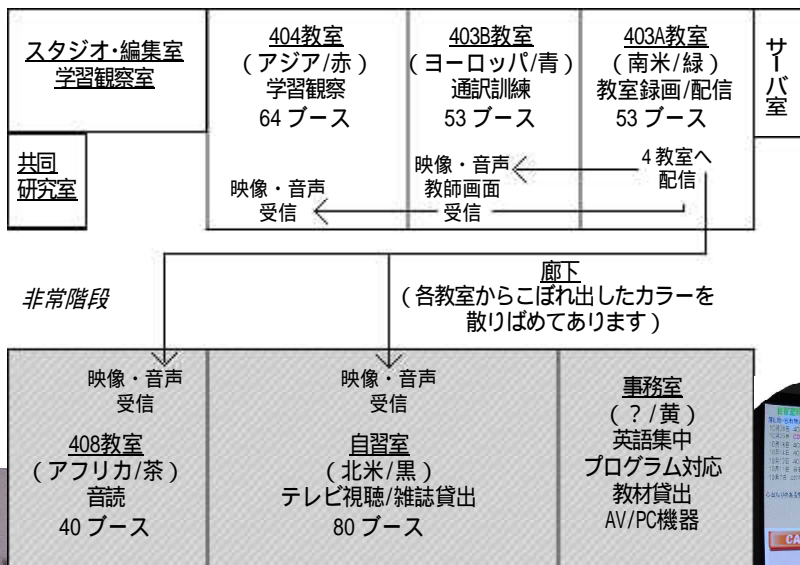 スタジオ・編集室
学習観察室
404教室
(アジア/赤)
学習観察
64 ブース
403B教室
(ヨーロッパ/青)
通訳訓練
53 ブース
403A教室
(南米/緑)
教室録画/配信
53 ブース
サーバ室
共同
研究室
映像・音声
受信
映像・音声
教師画面
受信
4 教室へ
配信
非常階段
廊下
(各教室からこぼれ出したカラーを
散りばめてあります)
映像・音声
受信
408教室
(アフリカ/茶)
音読
40 ブース
映像・音声
受信
自習室
(北米/黒)
テレビ視聴/雑誌貸出
80 ブース
事務室
(?/黄)
英語集中
プログラム対応
教材貸出
AV/PC機器
CA